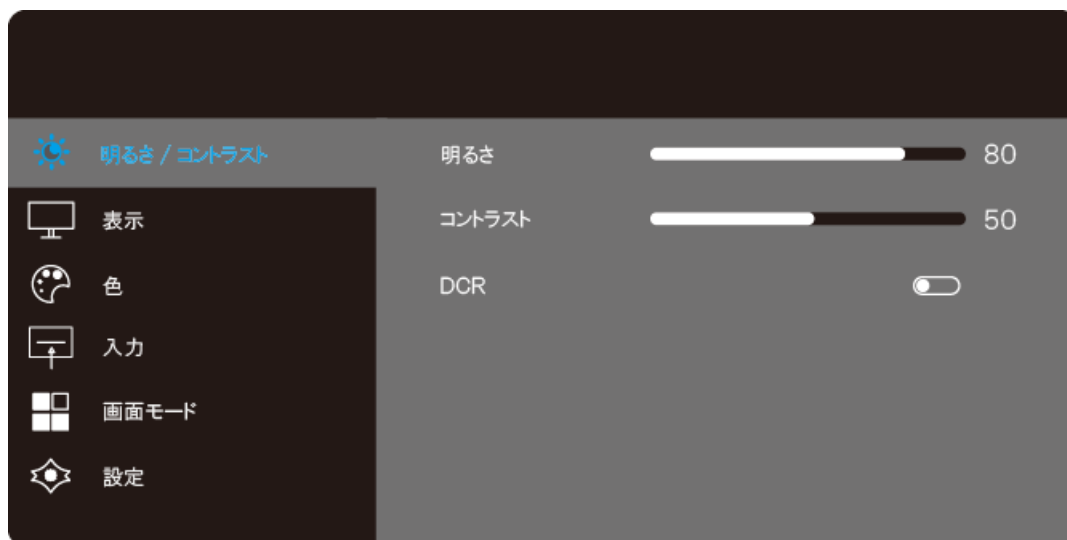 明るさ / コントラスト
明るさ 80
表示
コントラスト 50
色
DCR
入力
画面モード
設定